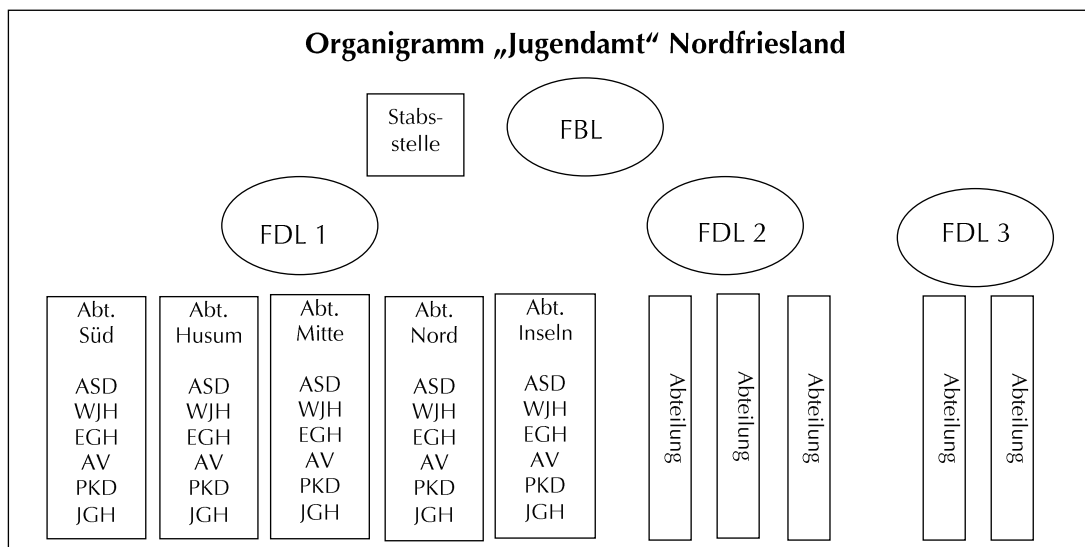 Organigramm „Jugendamt“ Nordfriesland
Stabs-
stelle
FBL
FDL 1
FDL 2
FDL 3
Abt.
Süd
ASD
WJH
EGH
AV
PKD
JGH
Abt.
Husum
ASD
WJH
EGH
AV
PKD
JGH
Abt.
Mitte
ASD
WJH
EGH
AV
PKD
JGH
Abt.
Nord
ASD
WJH
EGH
AV
PKD
JGH
Abt.
Inseln
ASD
WJH
EGH
AV
PKD
JGH
Abteilung
Abteilung
Abteilung
Abteilung
Abteilung